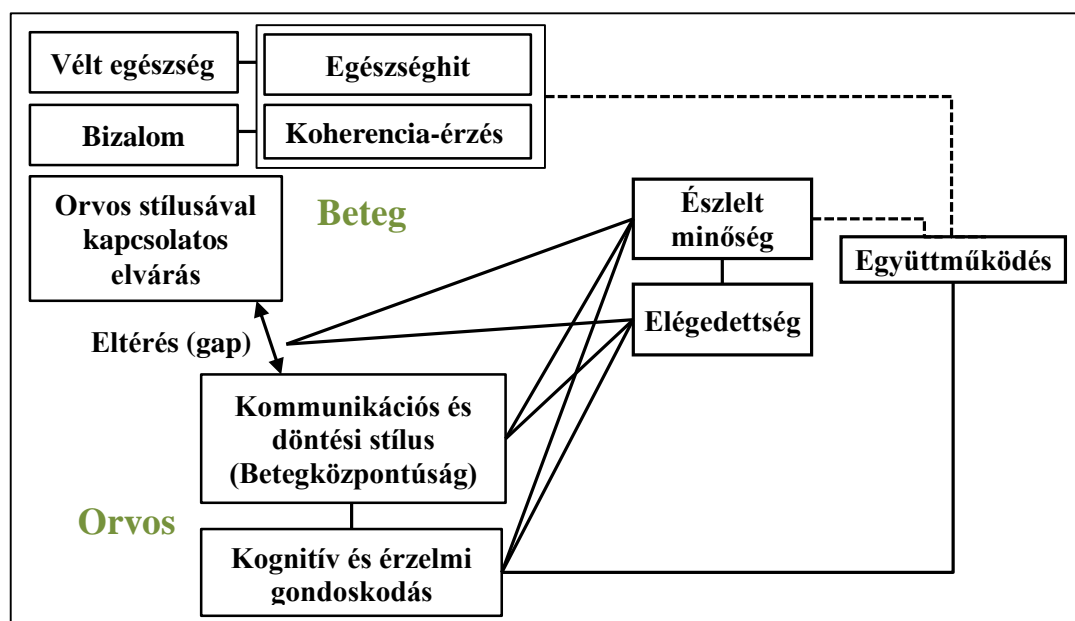 Vélt egészség
Egészséghit
Bizalom
Koherencia-érzés
Orvos stílusával
kapcsolatos
elvárás
Beteg
Észlelt
minőség
Együttműködés
Elégedettség
Eltérés (gap)
Kommunikációs és
döntési stílus
(Betegközpontúság)
Orvos
Kognitív és érzelmi
gondoskodás